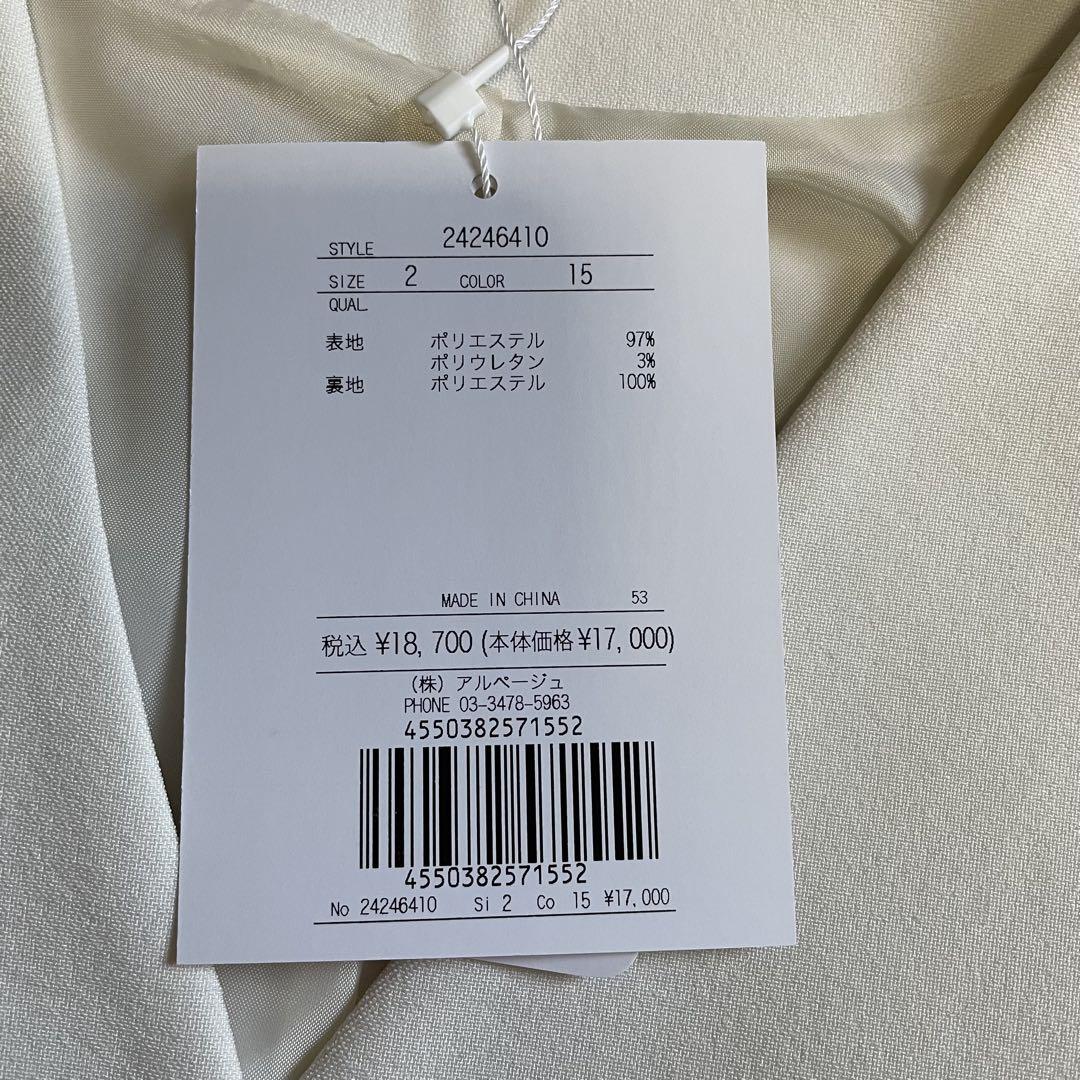 STYLE 24246410
SIZE 2 COLOR 15
QUAL
表地 ポリエステル 97%
ポリウレタン 3%
裏地 ポリエステル 100%
MADE IN CHINA 53
税込 ¥18,700 (本体価格¥17,000)
(株) アルページュ
PHONE 03-3478-5963
4550382571552
4550382571552
No 24246410 Si 2 Co 15 ¥17,000